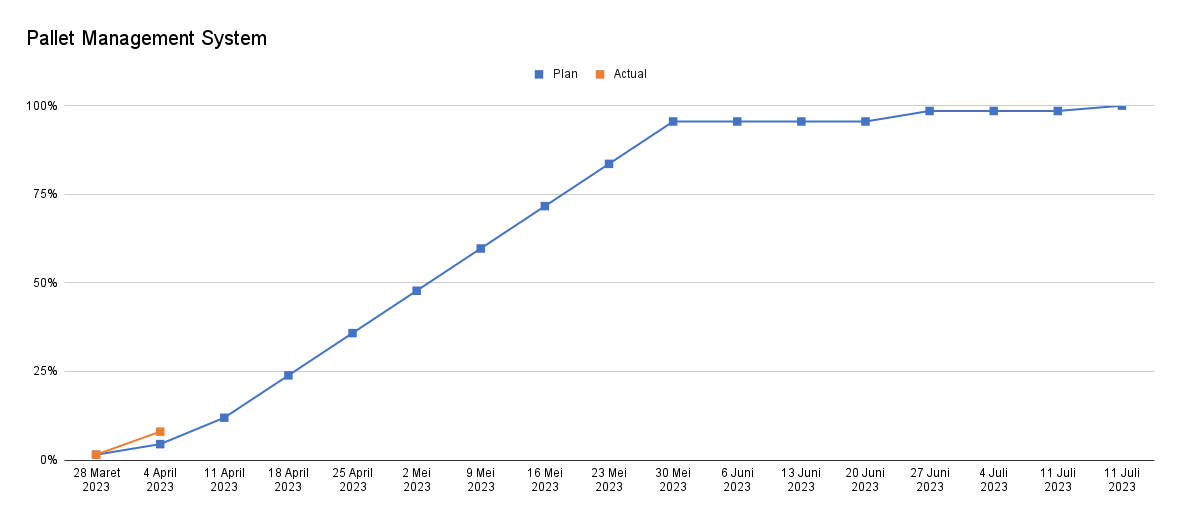 Pallet Management System
Plan Actual
100%
75%
50%
25%
0%
28 Maret 4 April 11 April 18 April 25 April 2 Mei 9 Mei 16 Mei 23 Mei 30 Mei 6 Juni 13 Juni 20 Juni 27 Juni 4 Juli 11 Juli 11 Juli
2023 2023 2023 2023 2023 2023 2023 2023 2023 2023 2023 2023 2023 2023 2023 2023 2023